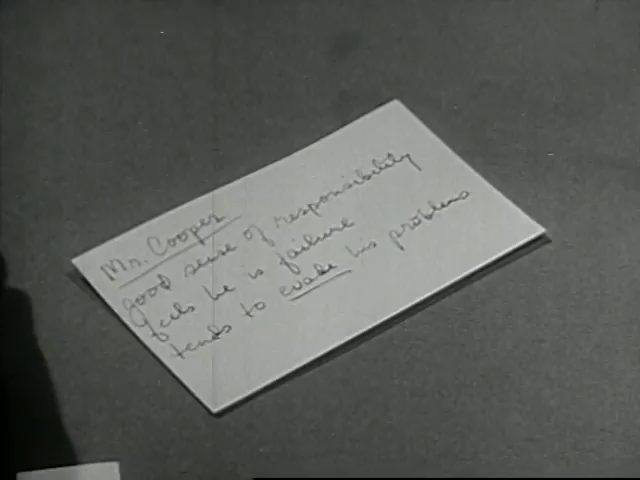 Mr. Cooper
good sense of responsibility
feels he is failure
tends to evade his problems